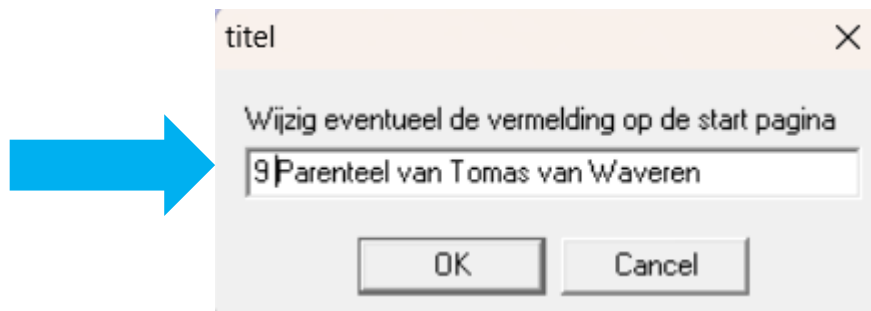 titel
Wijzig eventueel de vermelding op de start pagina
9 Parenteel van Tomas van Waveren
OK Cancel